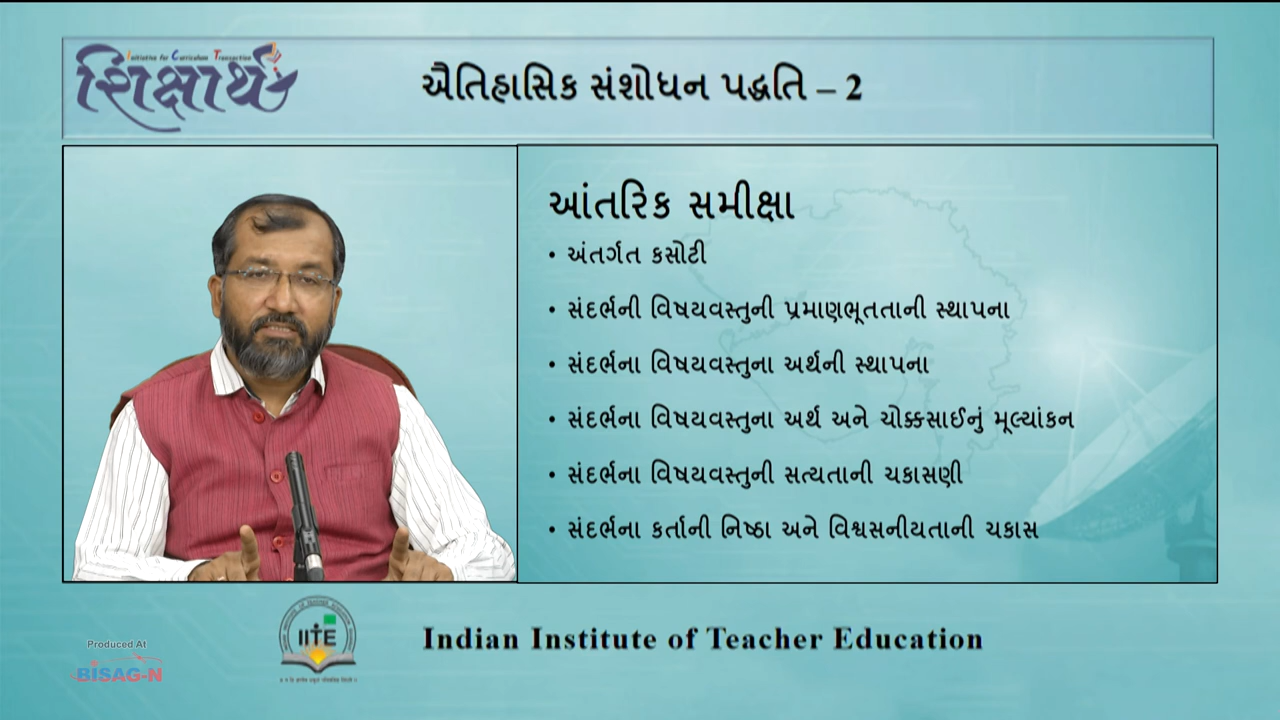 Initiative for Curriculum Transaction
શિક્ષાર્થ
ઐતિહાસિક સંશોધન પદ્ધતિ – 2
આંતરિક સમીક્ષા
• અંતર્ગત કસોટી
• સંદર્ભની વિષયવસ્તુની પ્રમાણભૂતતાની સ્થાપના
• સંદર્ભના વિષયવસ્તુના અર્થની સ્થાપના
• સંદર્ભના વિષયવસ્તુના અર્થ અને ચોક્કસાઈનું મૂલ્યાંકન
• સંદર્ભના વિષયવસ્તુની સત્યતાની ચકાસણી
• સંદર્ભના કર્તાની નિષ્ઠા અને વિશ્વસનીયતાની ચકાસ
Produced At
BISAG-N
IITE
Indian Institute of Teacher Education